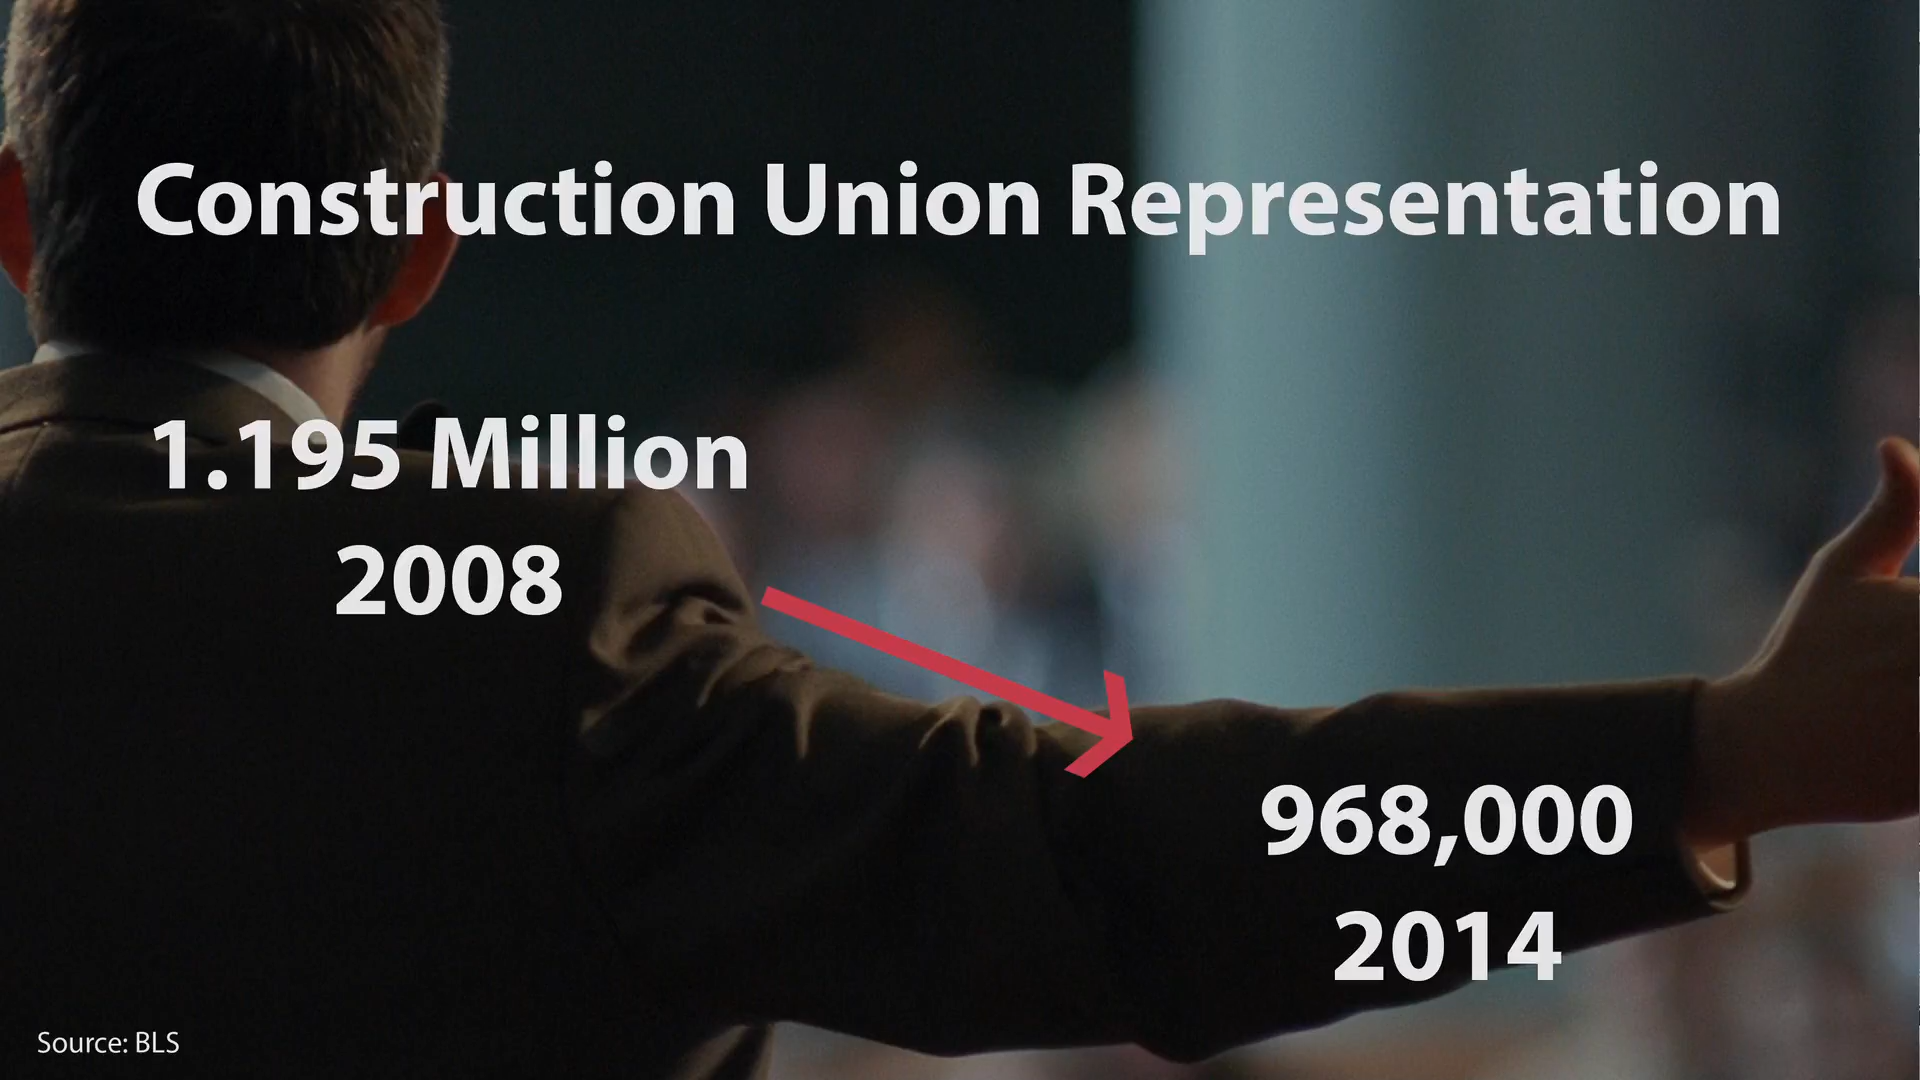 Construction Union Representation
1.195 Million
2008
968,000
2014
Source: BLS